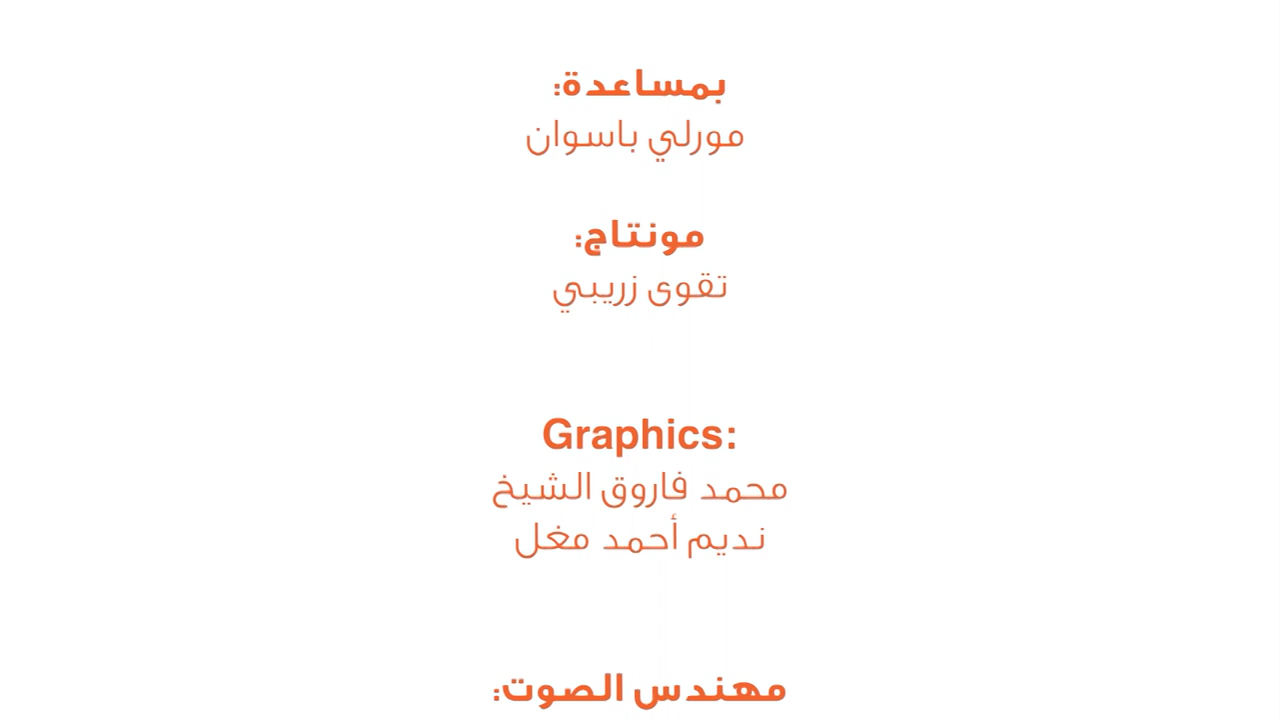 بمساعدة:
مورلي باسوان
مونتاج:
تقوى زريبي
Graphics:
محمد فاروق الشيخ
نديم أحمد مغل
مهندس الصوت: